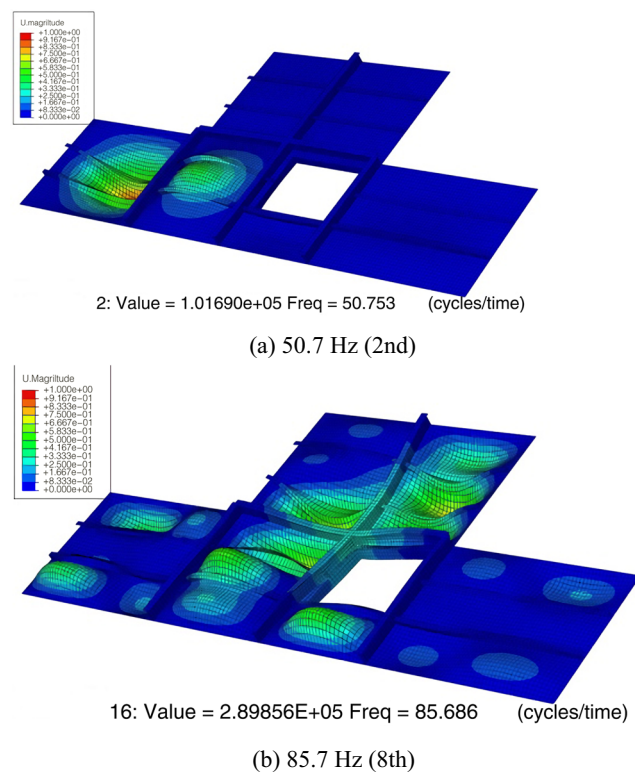 U.magnitude
+1.000e+00
+9.167e-01
+8.333e-01
+7.500e-01
+6.667e-01
+5.833e-01
+5.000e-01
+4.167e-01
+3.333e-01
+2.500e-01
+1.667e-01
+8.333e-02
+0.000e+00
2: Value = 1.01690e+05 Freq = 50.753 (cycles/time)
(a) 50.7 Hz (2nd)
U.Magriltude
+1.000e+00
+9.167e-01
+8.333e-01
+7.500e-01
+6.667e-01
+5.833e-01
+5.000e-01
+4.167e-01
+3.333e-01
+2.500e-01
+1.667e-01
+8.333e-02
+0.000e+00
16: Value = 2.89856E+05 Freq = 85.686 (cycles/time)
(b) 85.7 Hz (8th)